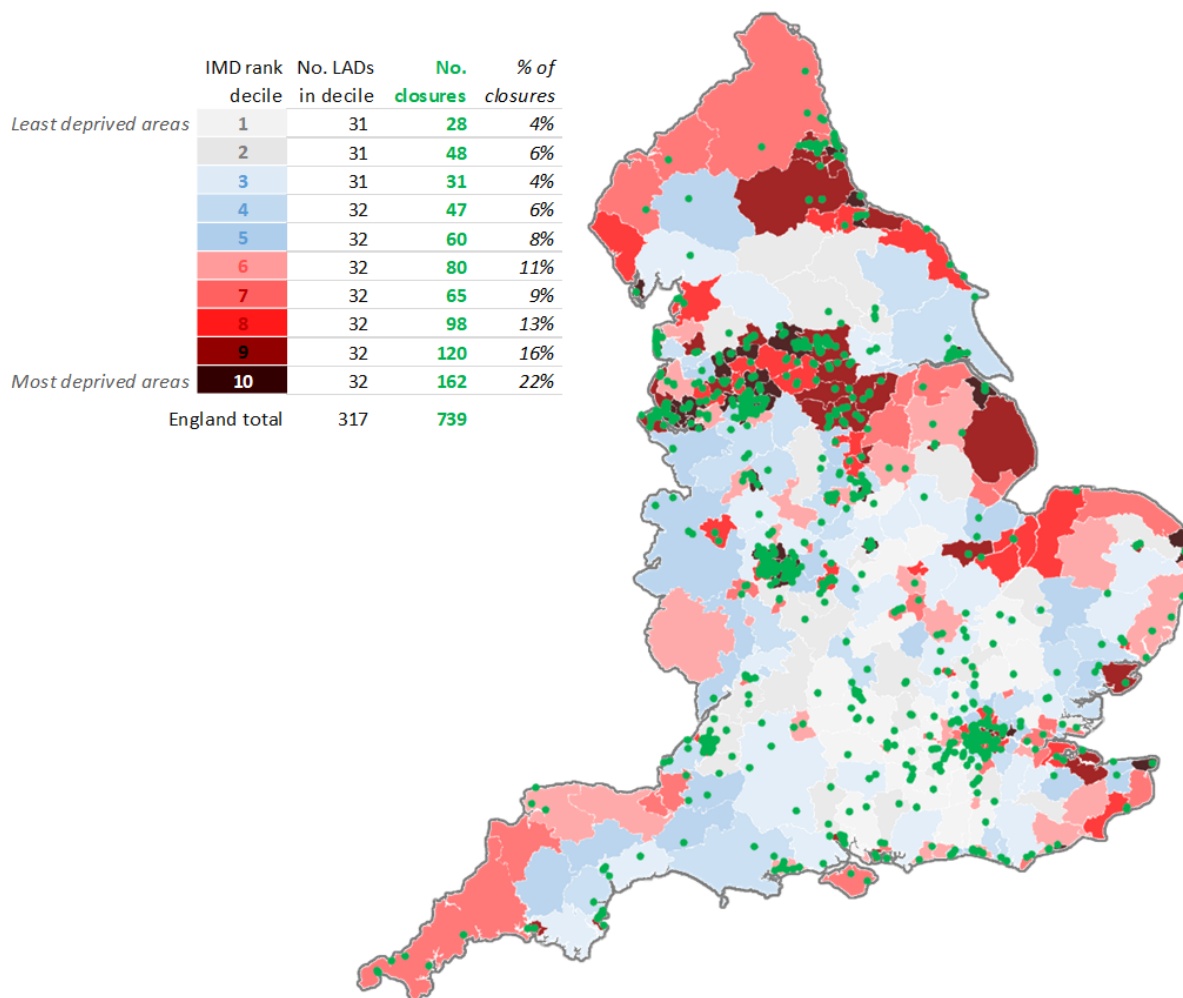 IMD rank No. LADs No. % of
decile in decile closures closures
Least deprived areas 1 31 28 4%
2 31 48 6%
3 31 31 4%
4 32 47 6%
5 32 60 8%
6 32 80 11%
7 32 65 9%
8 32 98 13%
9 32 120 16%
Most deprived areas 10 32 162 22%
England total 317 739